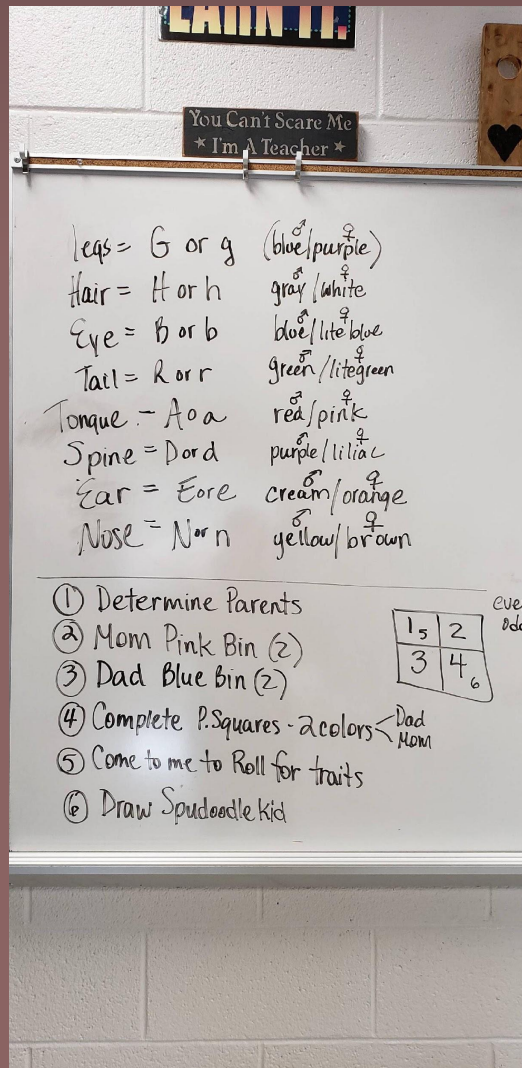 EARN IT.
You Can't Scare Me
★ I'm A Teacher ★
legs = G or g (blue♂/purple♀)
Hair = H or h gray♂/white♀
Eye = B or b blue♂/lite blue♀
Tail = R or r green♂/litegreen♀
Tongue - A o a red♂/pink♀
Spine = D or d purple♂/liliac♀
Ear = E or e cream♂/orange♀
Nose = N or n yellow♂/brown♀
① Determine Parents
② Mom Pink Bin (2)
③ Dad Blue Bin (2)
④ Complete P.Squares - 2 colors < Dad
Mom
⑤ Come to me to Roll for traits
⑥ Draw Spudoodle kid
1 5 2
3 4 6